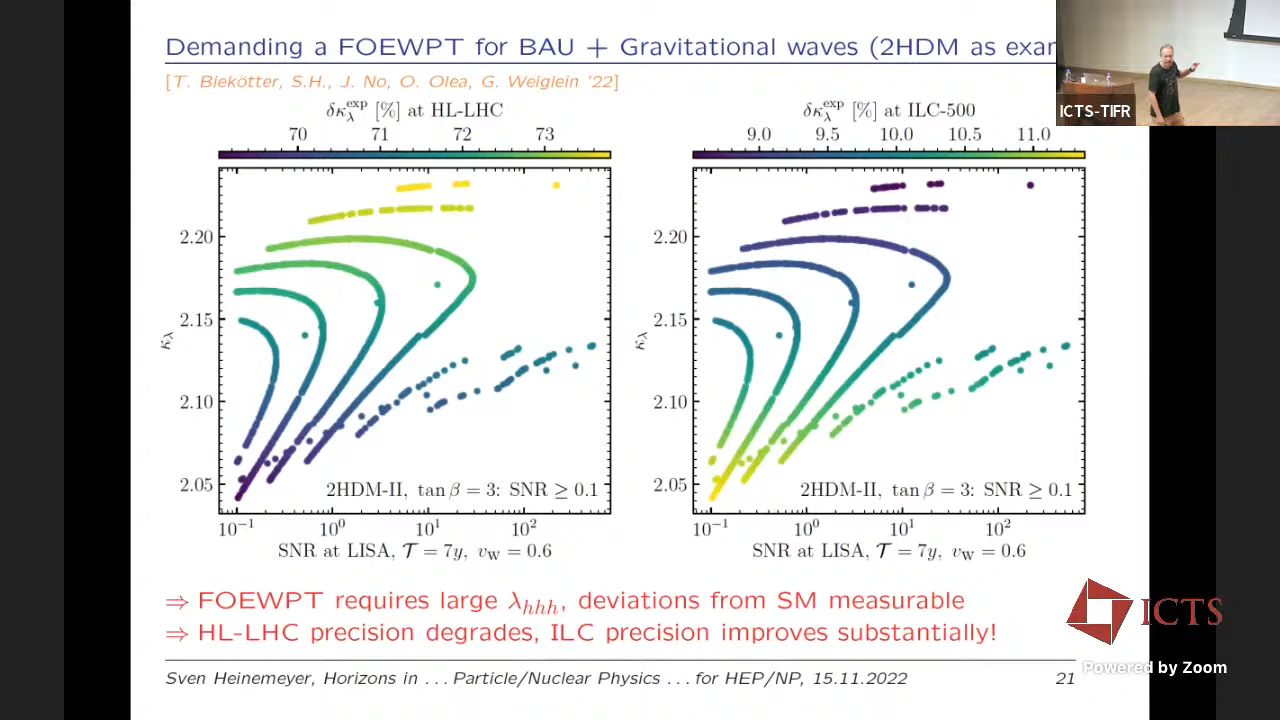 Demanding a FOEWPT for BAU + Gravitational waves (2HDM as exam
[T. Biekötter, S.H., J. No, O. Olea, G. Weiglein '22]
δκ_λ^exp [%] at HL-LHC
70 71 72 73
κ_λ
2.20
2.15
2.10
2.05
2HDM-II, tan β = 3: SNR ≥ 0.1
10^−1 10^0 10^1 10^2
SNR at LISA, 𝒯 = 7y, v_W = 0.6
δκ_λ^exp [%] at ILC-500
9.0 9.5 10.0 10.5 11.0
κ_λ
2.20
2.15
2.10
2.05
2HDM-II, tan β = 3: SNR ≥ 0.1
10^−1 10^0 10^1 10^2
SNR at LISA, 𝒯 = 7y, v_W = 0.6
⇒ FOEWPT requires large λ_hhh, deviations from SM measurable
⇒ HL-LHC precision degrades, ILC precision improves substantially!
Sven Heinemeyer, Horizons in ... Particle/Nuclear Physics ... for HEP/NP, 15.11.2022 21
ICTS-TIFR
ICTS
Powered by Zoom